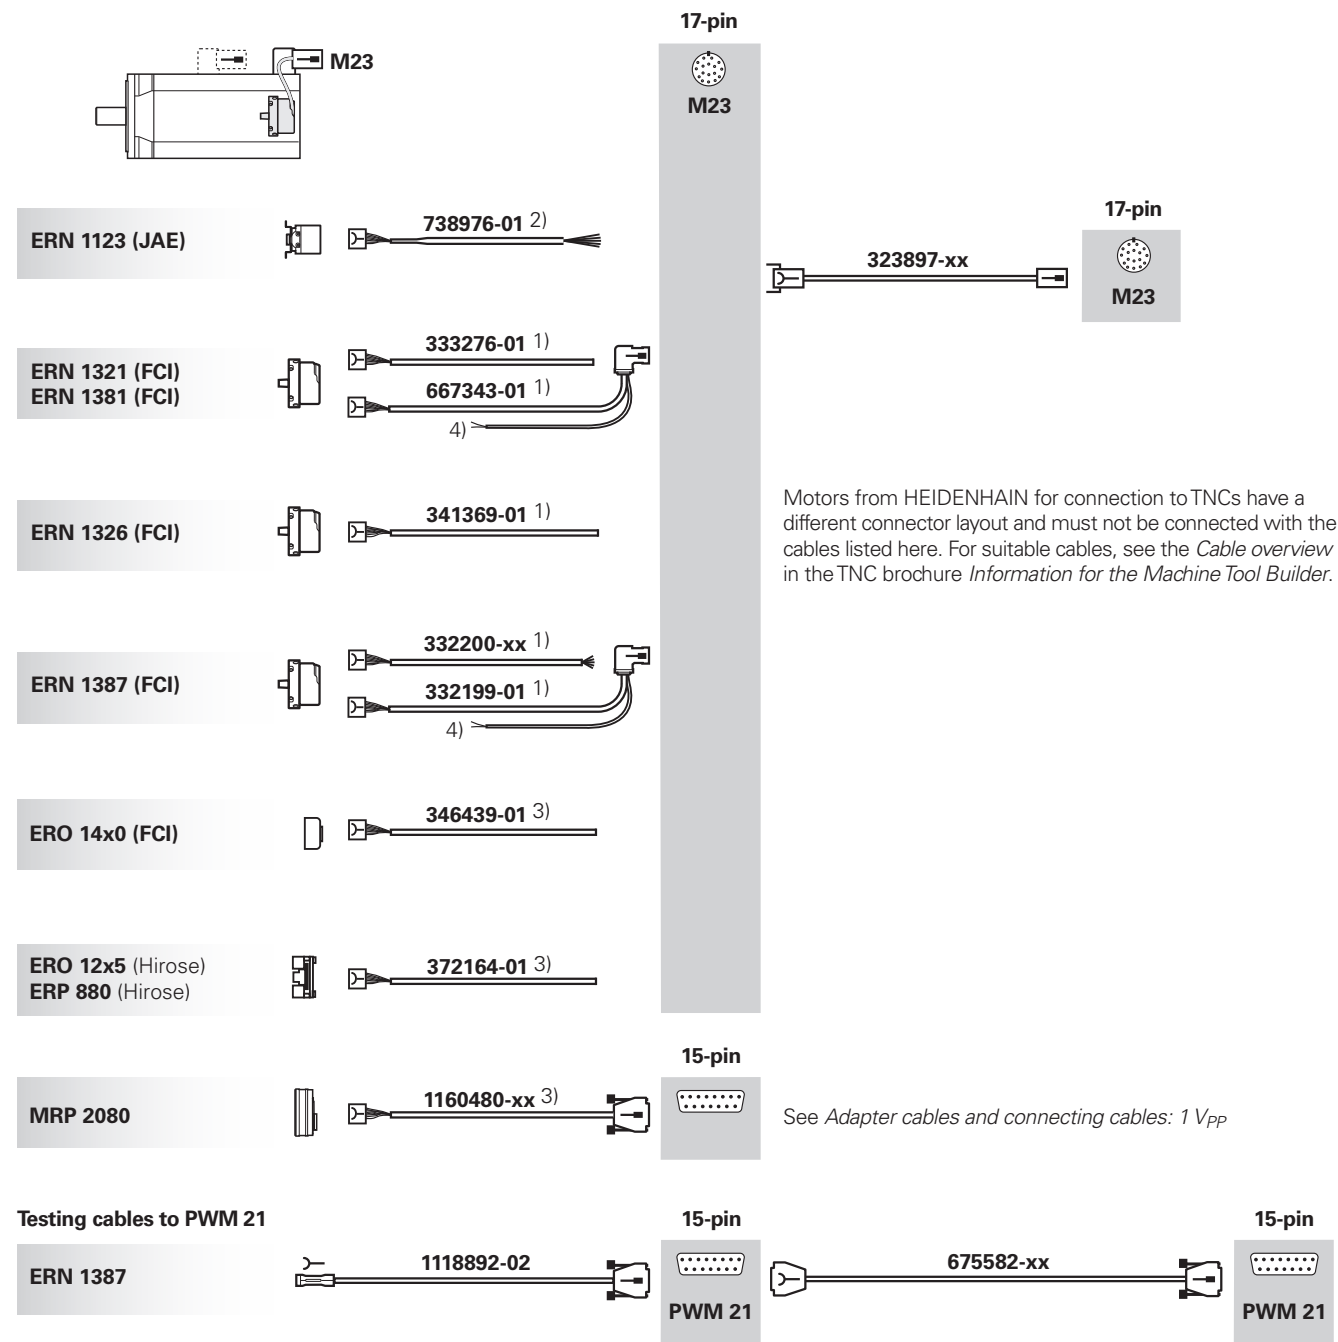 17-pin
M23
M23
ERN 1123 (JAE)
738976-01 2)
17-pin
323897-xx
M23
ERN 1321 (FCI)
ERN 1381 (FCI)
333276-01 1)
667343-01 1)
4)
ERN 1326 (FCI)
341369-01 1)
Motors from HEIDENHAIN for connection to TNCs have a
different connector layout and must not be connected with the
cables listed here. For suitable cables, see the Cable overview
in the TNC brochure Information for the Machine Tool Builder.
ERN 1387 (FCI)
332200-xx 1)
332199-01 1)
4)
ERO 14x0 (FCI)
346439-01 3)
ERO 12x5 (Hirose)
ERP 880 (Hirose)
372164-01 3)
15-pin
MRP 2080
1160480-xx 3)
See Adapter cables and connecting cables: 1 VPP
Testing cables to PWM 21
15-pin
15-pin
ERN 1387
1118892-02
675582-xx
PWM 21
PWM 21